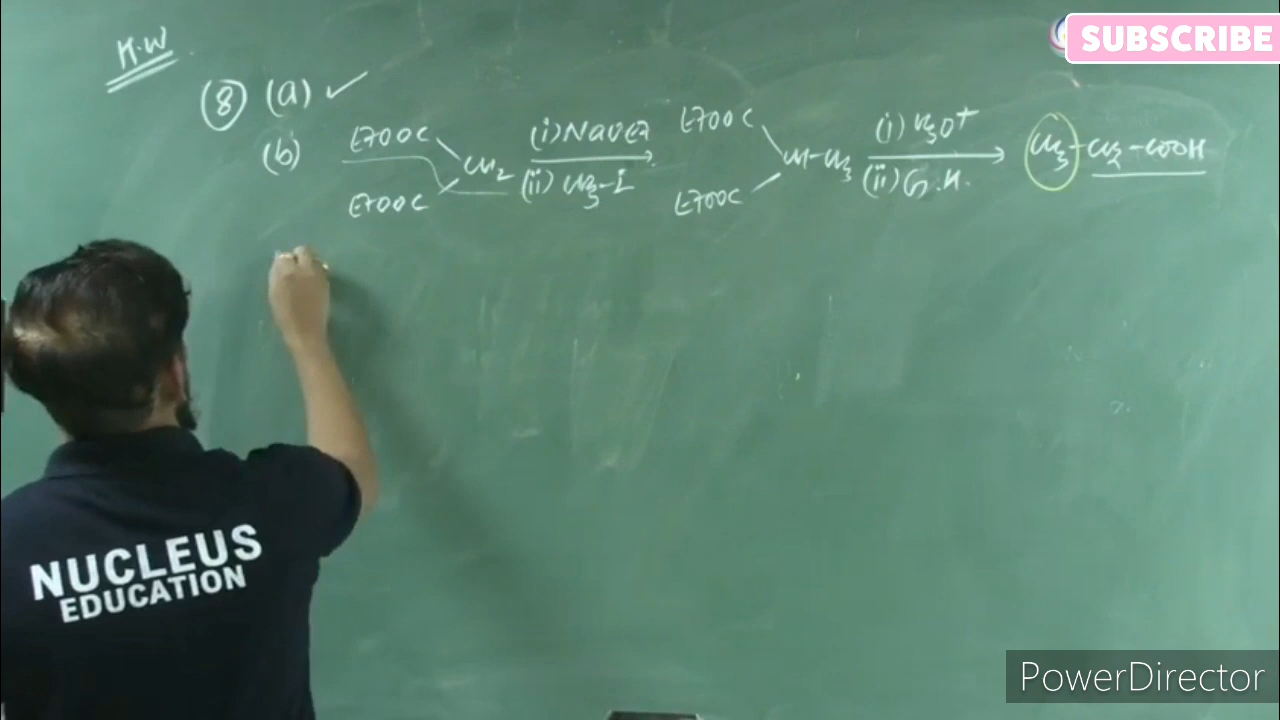 H.W
SUBSCRIBE
(8) (a) ✓
(b) EtOOC
CH2
EtOOC
(i) NaOEt
(ii) CH3-I
EtOOC
CH-CH3
EtOOC
(i) H3O+
(ii) G.H.
CH3-CH2-COOH
NUCLEUS
EDUCATION
PowerDirector